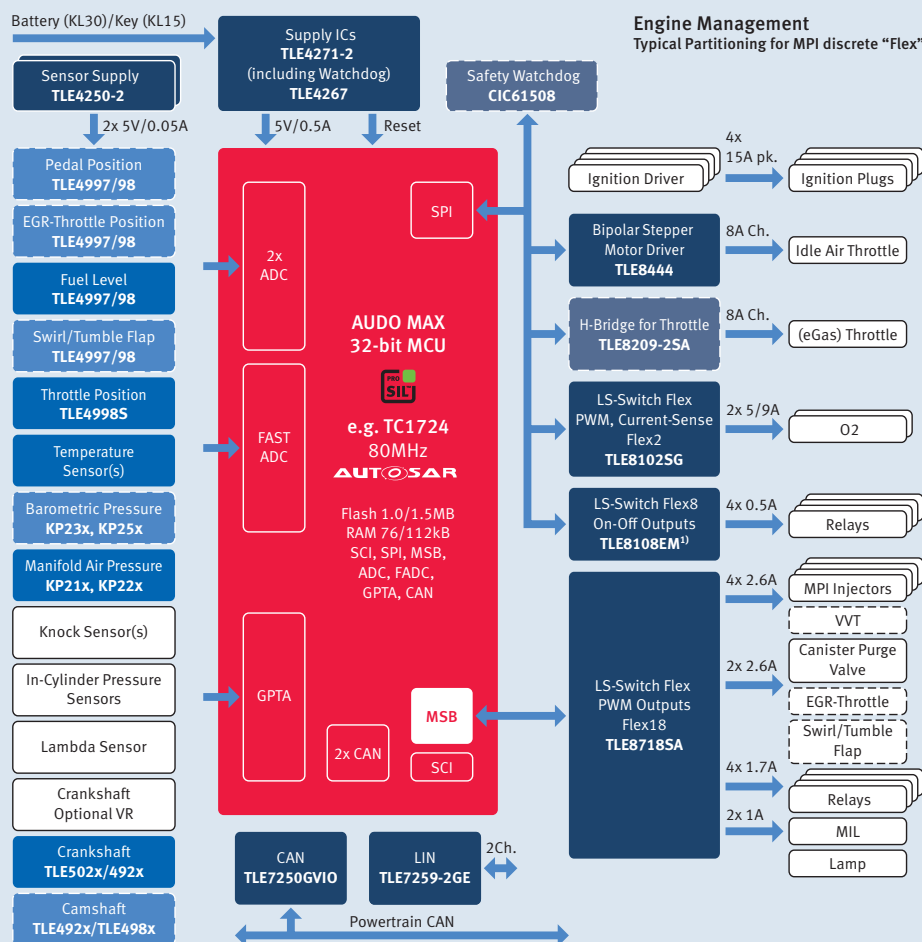 Battery (KL30)/Key (KL15)
Engine Management
Typical Partitioning for MPI discrete “Flex”
Supply ICs
TLE4271-2
(including Watchdog)
TLE4267
Sensor Supply
TLE4250-2
Safety Watchdog
CIC61508
2x 5V/0.05A
5V/0.5A
Reset
Pedal Position
TLE4997/98
EGR-Throttle Position
TLE4997/98
Fuel Level
TLE4997/98
Swirl/Tumble Flap
TLE4997/98
Throttle Position
TLE4998S
Temperature
Sensor(s)
Barometric Pressure
KP23x, KP25x
Manifold Air Pressure
KP21x, KP22x
Knock Sensor(s)
In-Cylinder Pressure
Sensors
Lambda Sensor
Crankshaft
Optional VR
Crankshaft
TLE502x/492x
Camshaft
TLE492x/TLE498x
2x
ADC
FAST
ADC
GPTA
SPI
AUDO MAX
32-bit MCU
PRO
SIL
e.g. TC1724
80MHz
AUTOSAR
Flash 1.0/1.5MB
RAM 76/112kB
SCI, SPI, MSB,
ADC, FADC,
GPTA, CAN
MSB
2x CAN
SCI
CAN
TLE7250GVIO
LIN
TLE7259-2GE
2Ch.
Powertrain CAN
Ignition Driver
4x
15A pk.
Ignition Plugs
Bipolar Stepper
Motor Driver
TLE8444
8A Ch.
Idle Air Throttle
H-Bridge for Throttle
TLE8209-2SA
8A Ch.
(eGas) Throttle
LS-Switch Flex
PWM, Current-Sense
Flex2
TLE8102SG
2x 5/9A
O2
LS-Switch Flex8
On-Off Outputs
TLE8108EM1)
4x 0.5A
Relays
LS-Switch Flex
PWM Outputs
Flex18
TLE8718SA
4x 2.6A
MPI Injectors
VVT
2x 2.6A
Canister Purge
Valve
EGR-Throttle
Swirl/Tumble
Flap
4x 1.7A
Relays
2x 1A
MIL
Lamp